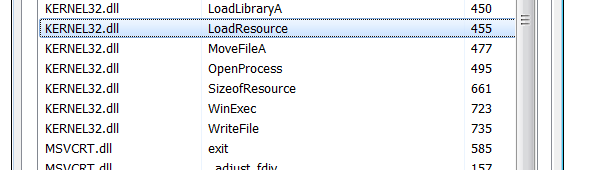 KERNEL32.dll LoadLibraryA 450
KERNEL32.dll LoadResource 455
KERNEL32.dll MoveFileA 477
KERNEL32.dll OpenProcess 495
KERNEL32.dll SizeofResource 661
KERNEL32.dll WinExec 723
KERNEL32.dll WriteFile 735
MSVCRT.dll exit 585
MSVCRT.dll _adjust_fdiv 157